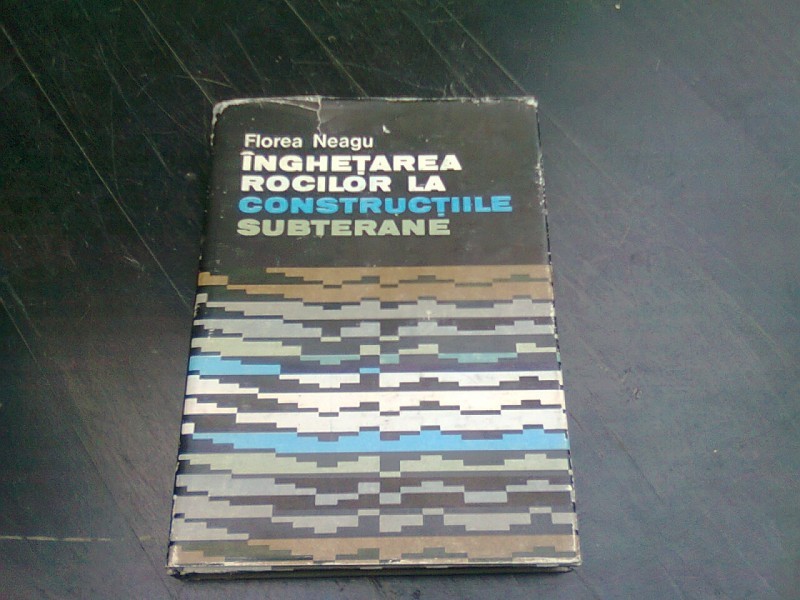 Florea Neagu
ÎNGHEȚAREA
ROCILOR LA
CONSTRUCȚIILE
SUBTERANE